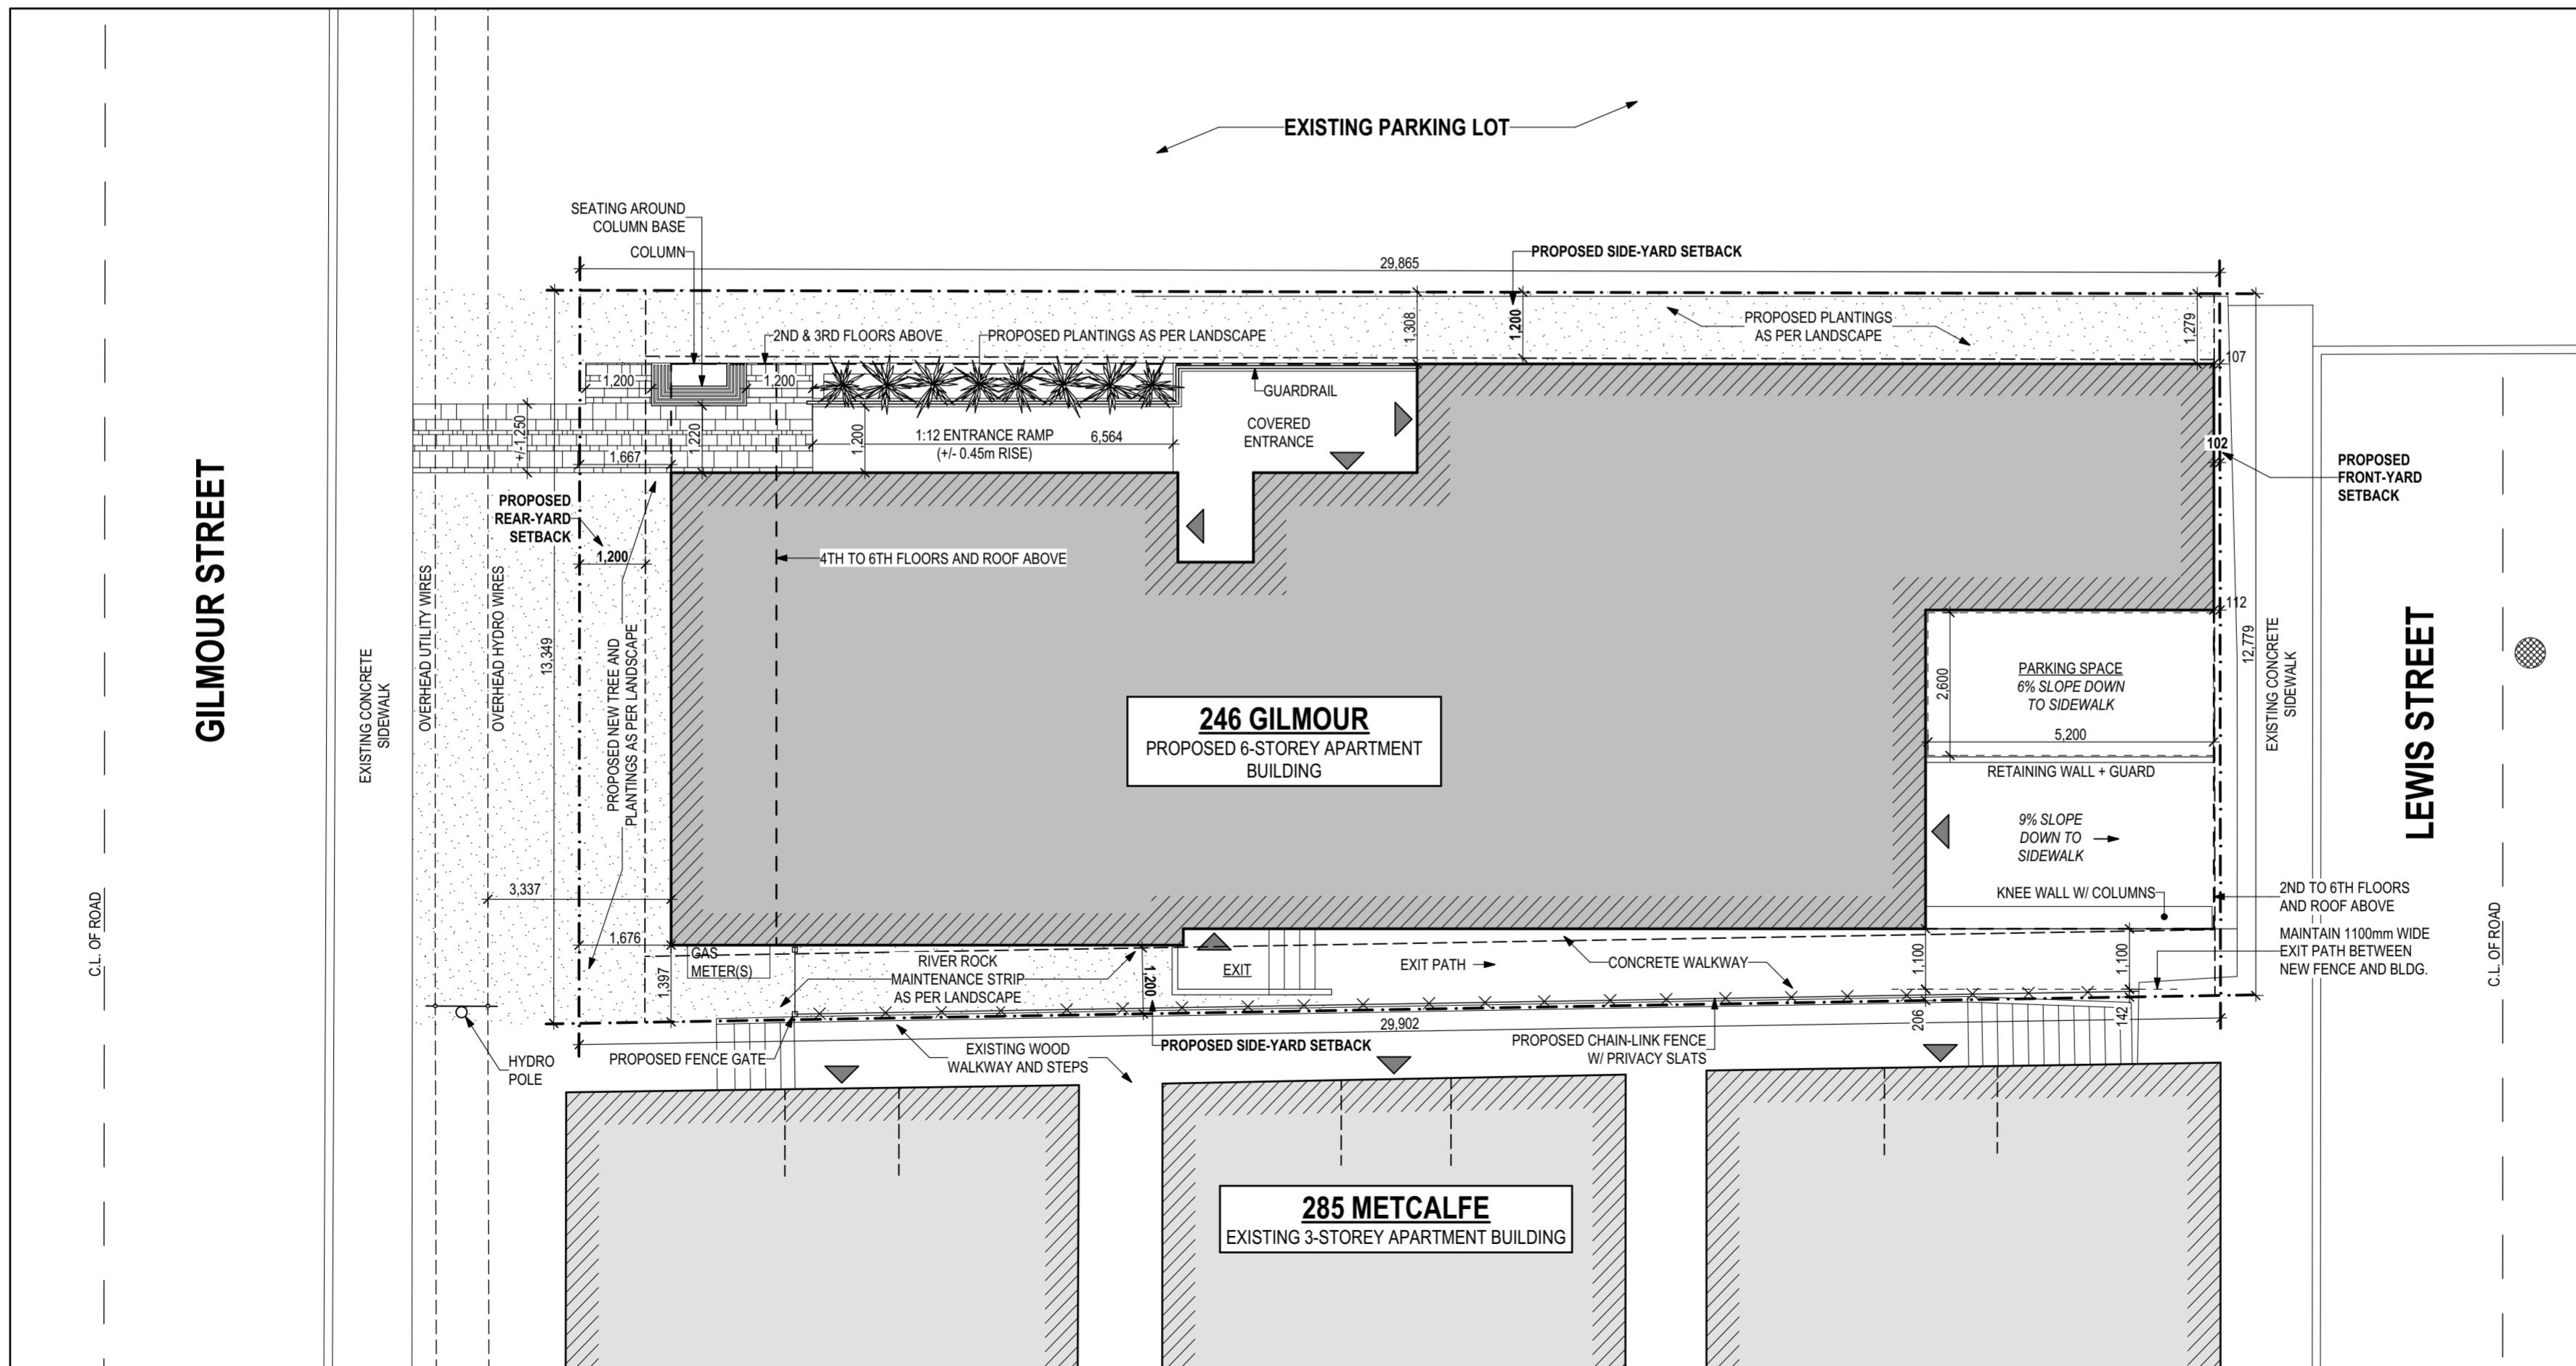 EXISTING PARKING LOT
SEATING AROUND
COLUMN BASE
COLUMN
PROPOSED SIDE-YARD SETBACK
29,865
2ND & 3RD FLOORS ABOVE
PROPOSED PLANTINGS AS PER LANDSCAPE
1,308
1,200
PROPOSED PLANTINGS
AS PER LANDSCAPE
1,279
107
1,200
1,200
GUARDRAIL
COVERED
ENTRANCE
+/-1,250
1,220
1,200
1:12 ENTRANCE RAMP
(+/- 0.45m RISE)
6,564
1,667
102
PROPOSED
FRONT-YARD
SETBACK
GILMOUR STREET
PROPOSED
REAR-YARD
SETBACK
1,200
4TH TO 6TH FLOORS AND ROOF ABOVE
EXISTING CONCRETE
SIDEWALK
OVERHEAD UTILITY WIRES
OVERHEAD HYDRO WIRES
13,349
PROPOSED NEW TREE AND
PLANTINGS AS PER LANDSCAPE
112
12,779
EXISTING CONCRETE
SIDEWALK
LEWIS STREET
2,600
PARKING SPACE
6% SLOPE DOWN
TO SIDEWALK
5,200
RETAINING WALL + GUARD
246 GILMOUR
PROPOSED 6-STOREY APARTMENT
BUILDING
9% SLOPE
DOWN TO
SIDEWALK
KNEE WALL W/ COLUMNS
2ND TO 6TH FLOORS
AND ROOF ABOVE
MAINTAIN 1100mm WIDE
EXIT PATH BETWEEN
NEW FENCE AND BLDG.
C.L. OF ROAD
C.L. OF ROAD
3,337
1,676
GAS
METER(S)
1,397
RIVER ROCK
MAINTENANCE STRIP
AS PER LANDSCAPE
1,200
EXIT
EXIT PATH
CONCRETE WALKWAY
1,100
1,100
206
142
29,902
HYDRO
POLE
PROPOSED FENCE GATE
EXISTING WOOD
WALKWAY AND STEPS
PROPOSED SIDE-YARD SETBACK
PROPOSED CHAIN-LINK FENCE
W/ PRIVACY SLATS
285 METCALFE
EXISTING 3-STOREY APARTMENT BUILDING